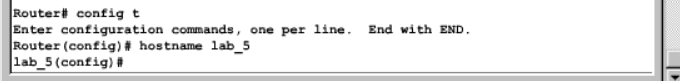 Router# config t
Enter configuration commands, one per line.  End with END.
Router(config)# hostname lab_5
lab_5(config)#